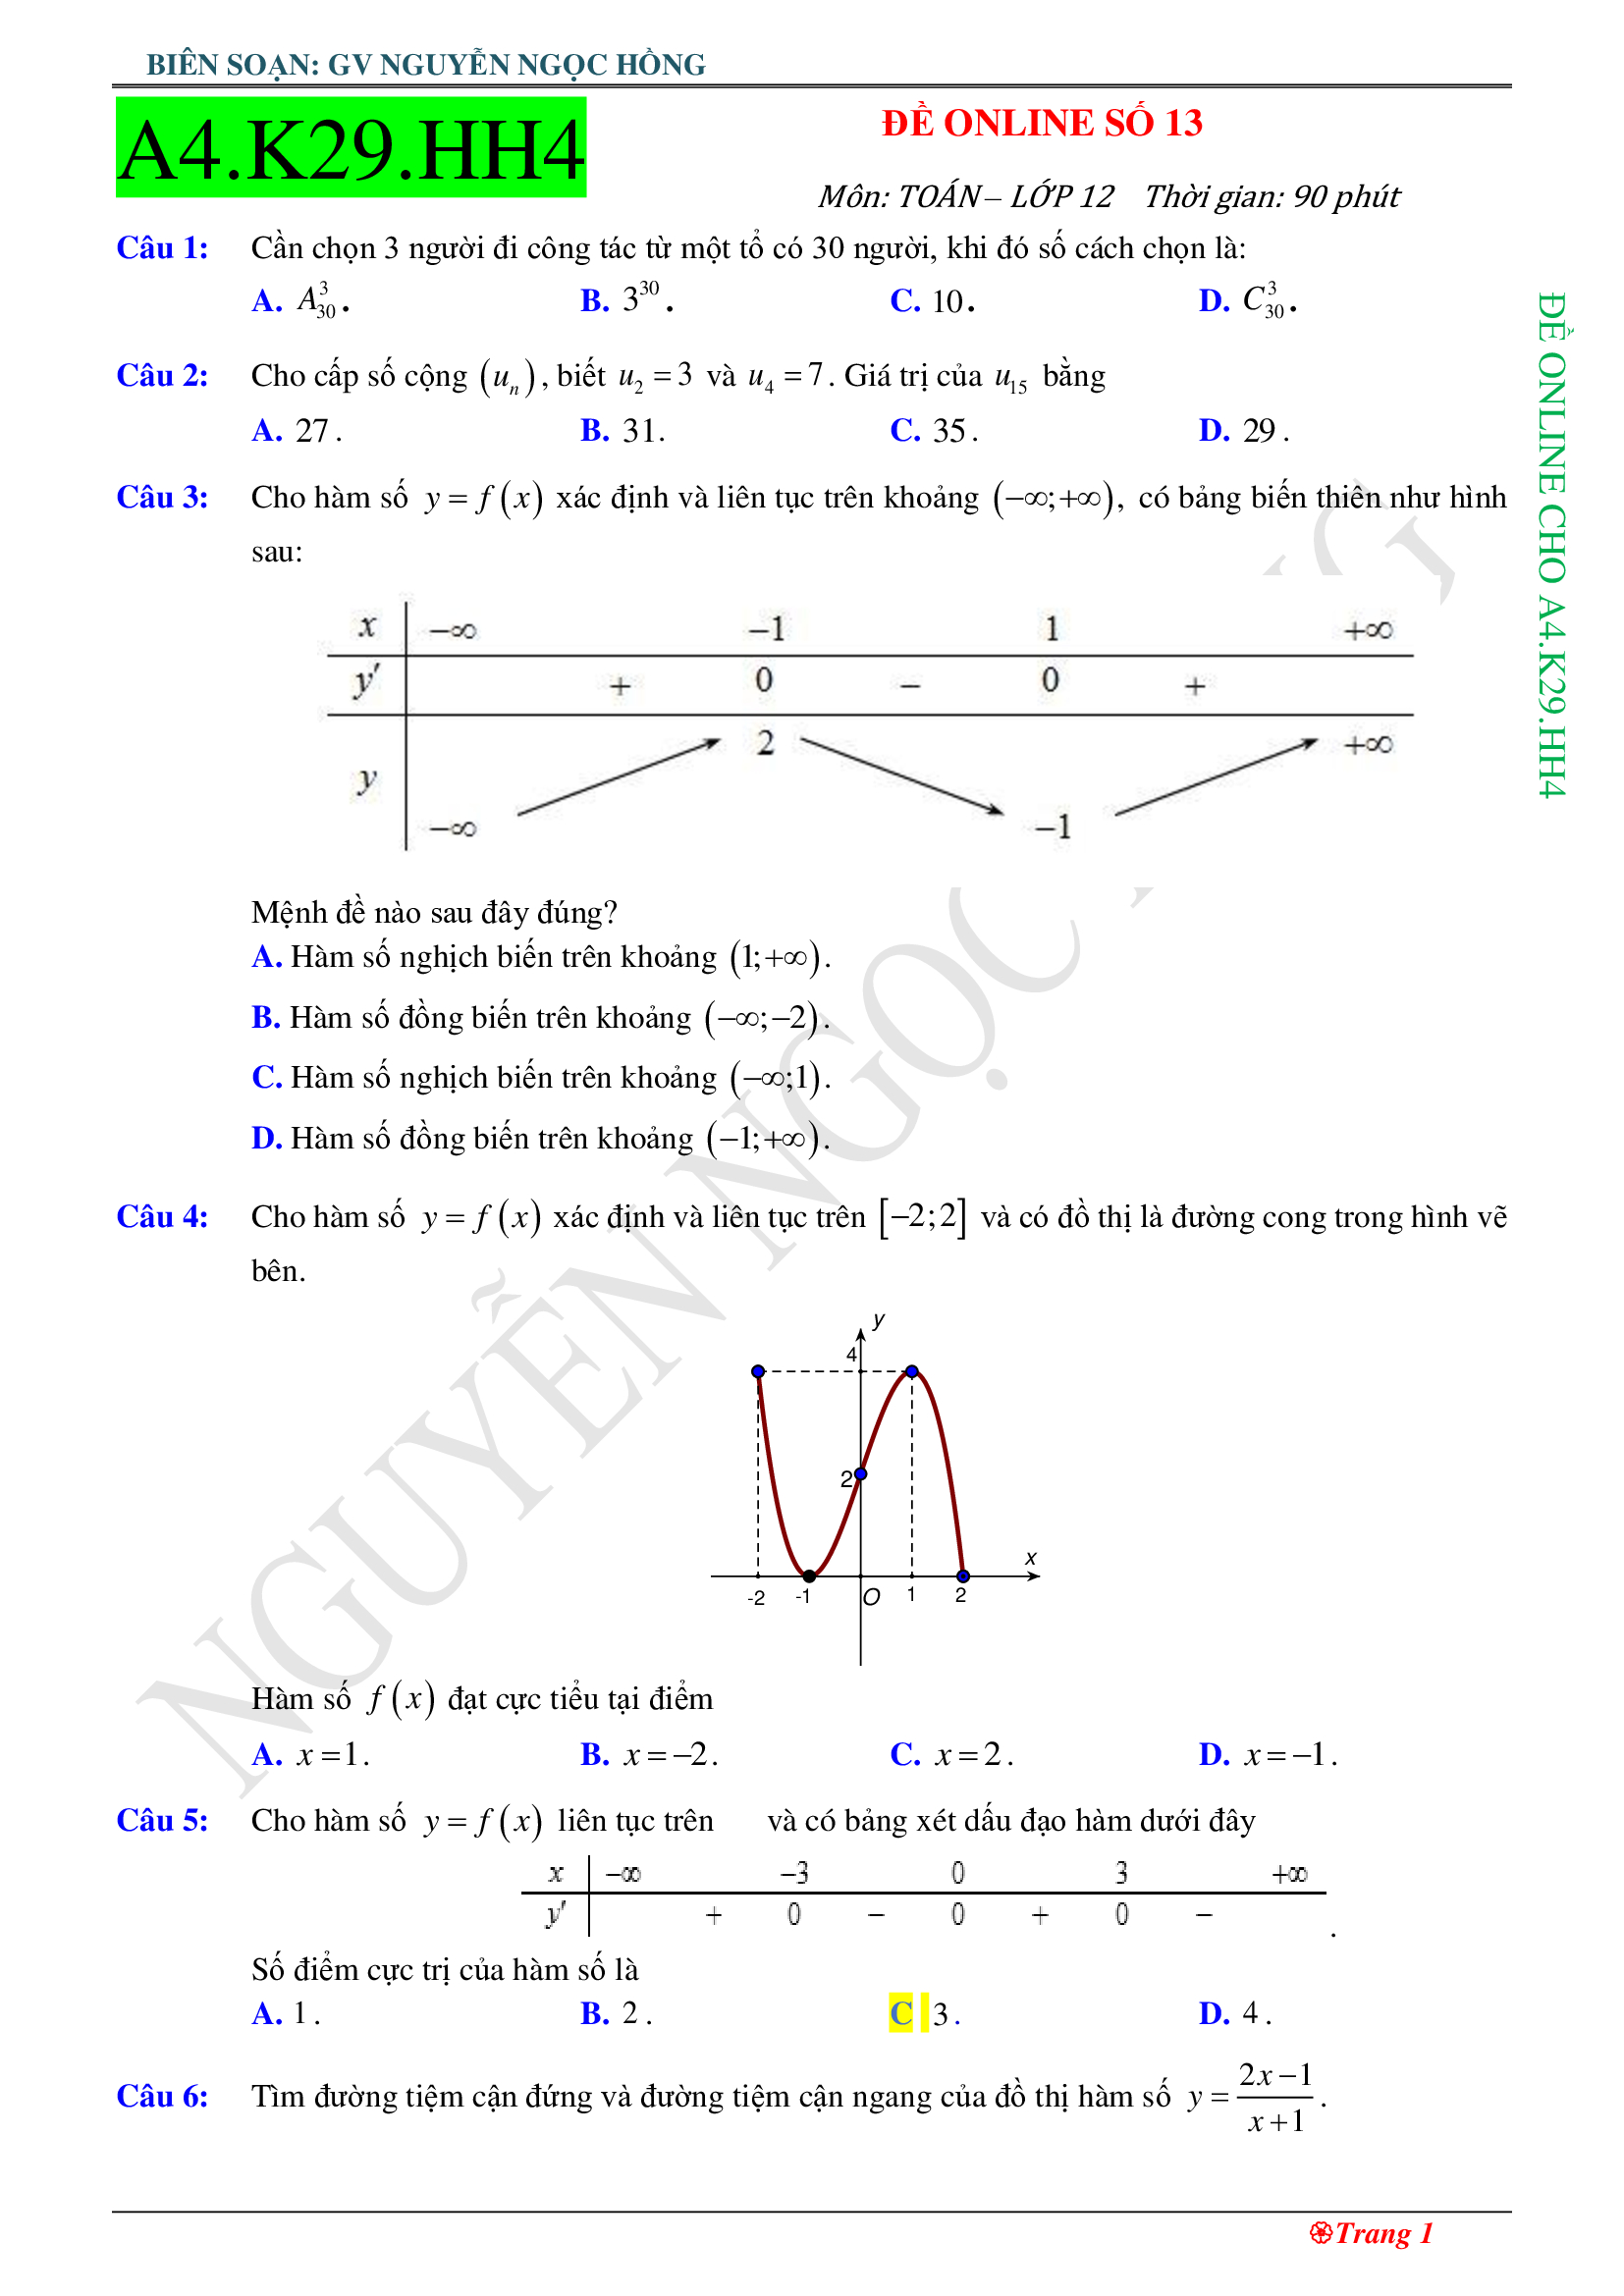 BIÊN SOẠN: GV NGUYỄN NGỌC HỒNG
A4.K29.HH4
ĐỀ ONLINE SỐ 13
Môn: TOÁN – LỚP 12 Thời gian: 90 phút
Câu 1: Cần chọn 3 người đi công tác từ một tổ có 30 người, khi đó số cách chọn là:
A. $A_{30}^{3}$. B. $3^{30}$. C. 10. D. $C_{30}^{3}$.
Câu 2: Cho cấp số cộng $(u_n)$, biết $u_2 = 3$ và $u_4 = 7$. Giá trị của $u_{15}$ bằng
A. 27. B. 31. C. 35. D. 29.
Câu 3: Cho hàm số $y = f(x)$ xác định và liên tục trên khoảng $(-\infty; +\infty)$, có bảng biến thiên như hình
sau:
x −∞ −1 1 +∞
y′ + 0 − 0 +
2 +∞
y
−∞ −1
Mệnh đề nào sau đây đúng?
A. Hàm số nghịch biến trên khoảng $(1; +\infty)$.
B. Hàm số đồng biến trên khoảng $(-\infty; -2)$.
C. Hàm số nghịch biến trên khoảng $(-\infty; 1)$.
D. Hàm số đồng biến trên khoảng $(-1; +\infty)$.
Câu 4: Cho hàm số $y = f(x)$ xác định và liên tục trên $[-2; 2]$ và có đồ thị là đường cong trong hình vẽ
bên.
y
4
2
x
-2 -1 O 1 2
Hàm số $f(x)$ đạt cực tiểu tại điểm
A. $x = 1$. B. $x = -2$. C. $x = 2$. D. $x = -1$.
Câu 5: Cho hàm số $y = f(x)$ liên tục trên và có bảng xét dấu đạo hàm dưới đây
x −∞ −3 0 3 +∞
y′ + 0 − 0 + 0 − .
Số điểm cực trị của hàm số là
A. 1. B. 2. C 3. D. 4.
Câu 6: Tìm đường tiệm cận đứng và đường tiệm cận ngang của đồ thị hàm số $y = \frac{2x-1}{x+1}$.
Trang 1
ĐỀ ONLINE CHO A4.K29.HH4
NGUYỄN NGỌC